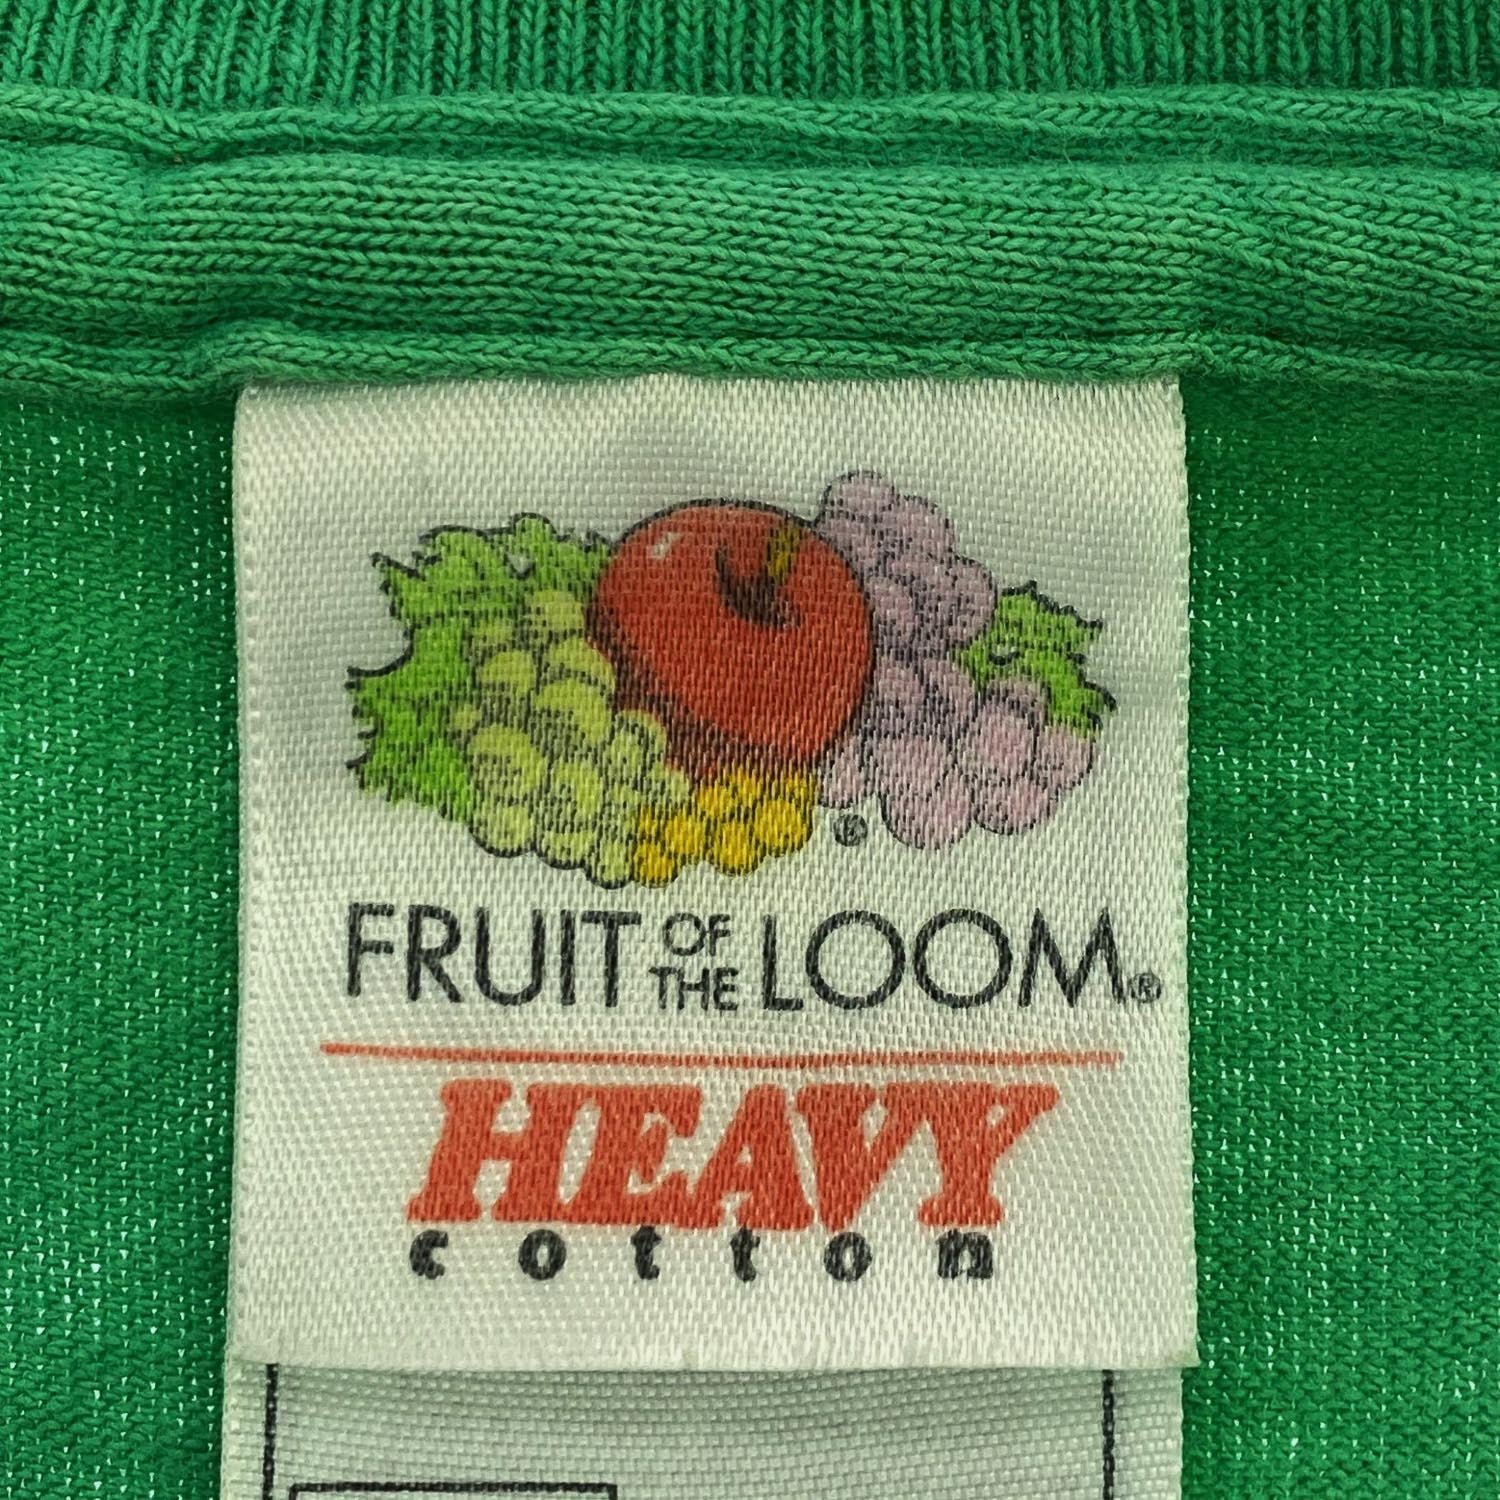 ®
FRUIT OF THE LOOM®
HEAVY
cotton